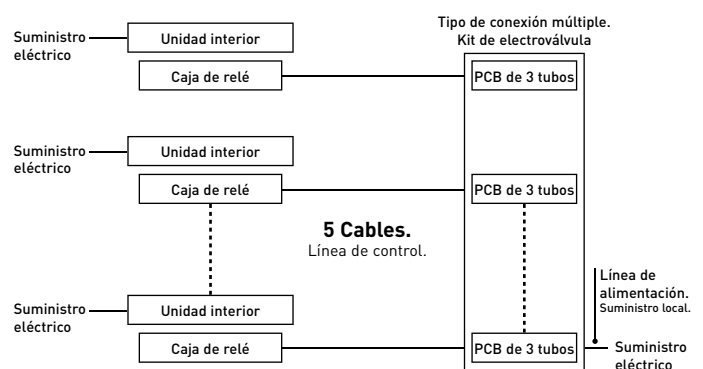 Tipo de conexión múltiple.
Kit de electroválvula
Suministro
eléctrico
Unidad interior
Caja de relé
PCB de 3 tubos
Suministro
eléctrico
Unidad interior
Caja de relé
PCB de 3 tubos
5 Cables.
Línea de control.
Línea de
alimentación.
Suministro local.
Suministro
eléctrico
Unidad interior
Caja de relé
PCB de 3 tubos
Suministro
eléctrico